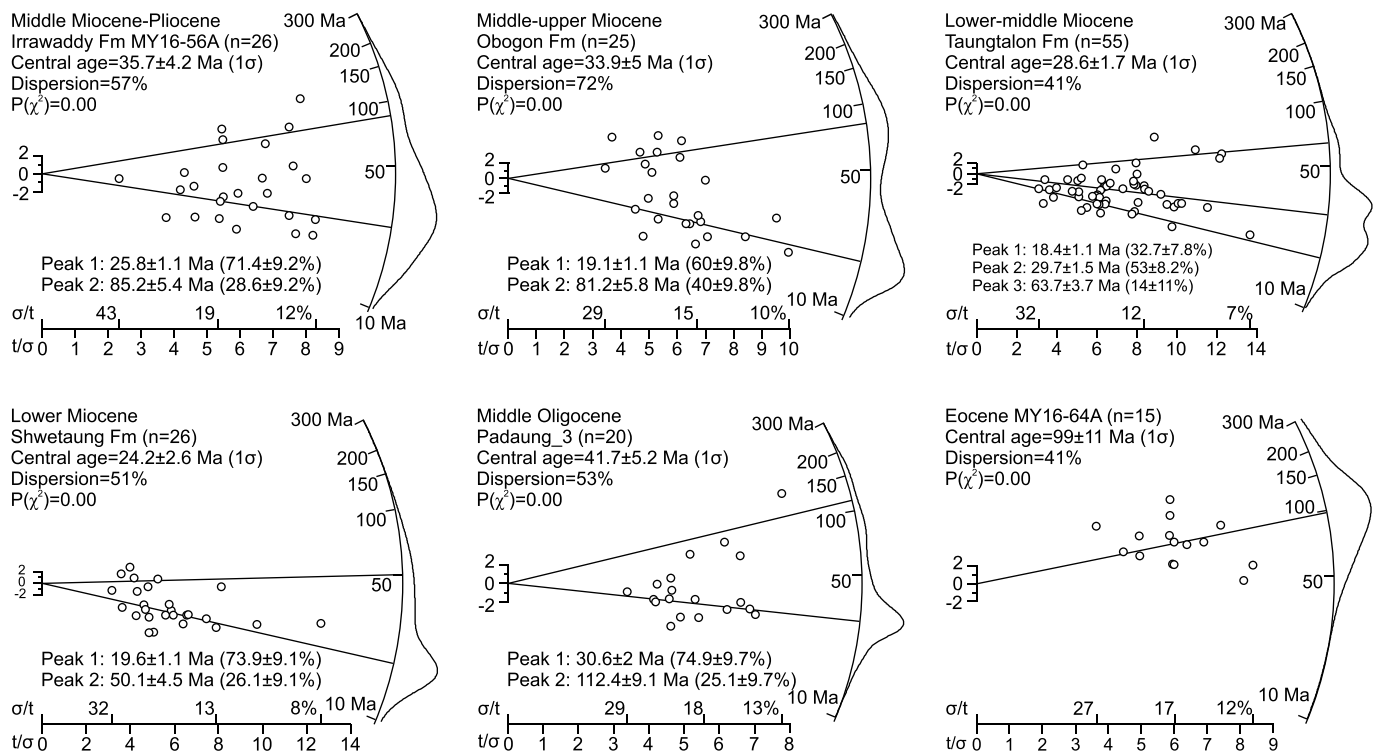 Middle Miocene-Pliocene
Irrawaddy Fm MY16-56A (n=26)
Central age=35.7±4.2 Ma (1σ)
Dispersion=57%
P(χ²)=0.00
300 Ma
200
150
100
50
10 Ma
2
0
-2
Peak 1: 25.8±1.1 Ma (71.4±9.2%)
Peak 2: 85.2±5.4 Ma (28.6±9.2%)
σ/t 43 19 12%
t/σ 0 1 2 3 4 5 6 7 8 9
Middle-upper Miocene
Obogon Fm (n=25)
Central age=33.9±5 Ma (1σ)
Dispersion=72%
P(χ²)=0.00
300 Ma
200
150
100
50
10 Ma
2
0
-2
Peak 1: 19.1±1.1 Ma (60±9.8%)
Peak 2: 81.2±5.8 Ma (40±9.8%)
σ/t 29 15 10%
t/σ 0 1 2 3 4 5 6 7 8 9 10
Lower-middle Miocene
Taungtalon Fm (n=55)
Central age=28.6±1.7 Ma (1σ)
Dispersion=41%
P(χ²)=0.00
300 Ma
200
150
100
50
10 Ma
2
0
-2
Peak 1: 18.4±1.1 Ma (32.7±7.8%)
Peak 2: 29.7±1.5 Ma (53±8.2%)
Peak 3: 63.7±3.7 Ma (14±11%)
σ/t 32 12 7%
t/σ 0 2 4 6 8 10 12 14
Lower Miocene
Shwetaung Fm (n=26)
Central age=24.2±2.6 Ma (1σ)
Dispersion=51%
P(χ²)=0.00
300 Ma
200
150
100
50
10 Ma
2
0
-2
Peak 1: 19.6±1.1 Ma (73.9±9.1%)
Peak 2: 50.1±4.5 Ma (26.1±9.1%)
σ/t 32 13 8%
t/σ 0 2 4 6 8 10 12 14
Middle Oligocene
Padaung_3 (n=20)
Central age=41.7±5.2 Ma (1σ)
Dispersion=53%
P(χ²)=0.00
300 Ma
200
150
100
50
10 Ma
2
0
-2
Peak 1: 30.6±2 Ma (74.9±9.7%)
Peak 2: 112.4±9.1 Ma (25.1±9.7%)
σ/t 29 18 13%
t/σ 0 1 2 3 4 5 6 7 8
Eocene MY16-64A (n=15)
Central age=99±11 Ma (1σ)
Dispersion=41%
P(χ²)=0.00
300 Ma
200
150
100
50
10 Ma
2
0
-2
σ/t 27 17 12%
t/σ 0 1 2 3 4 5 6 7 8 9